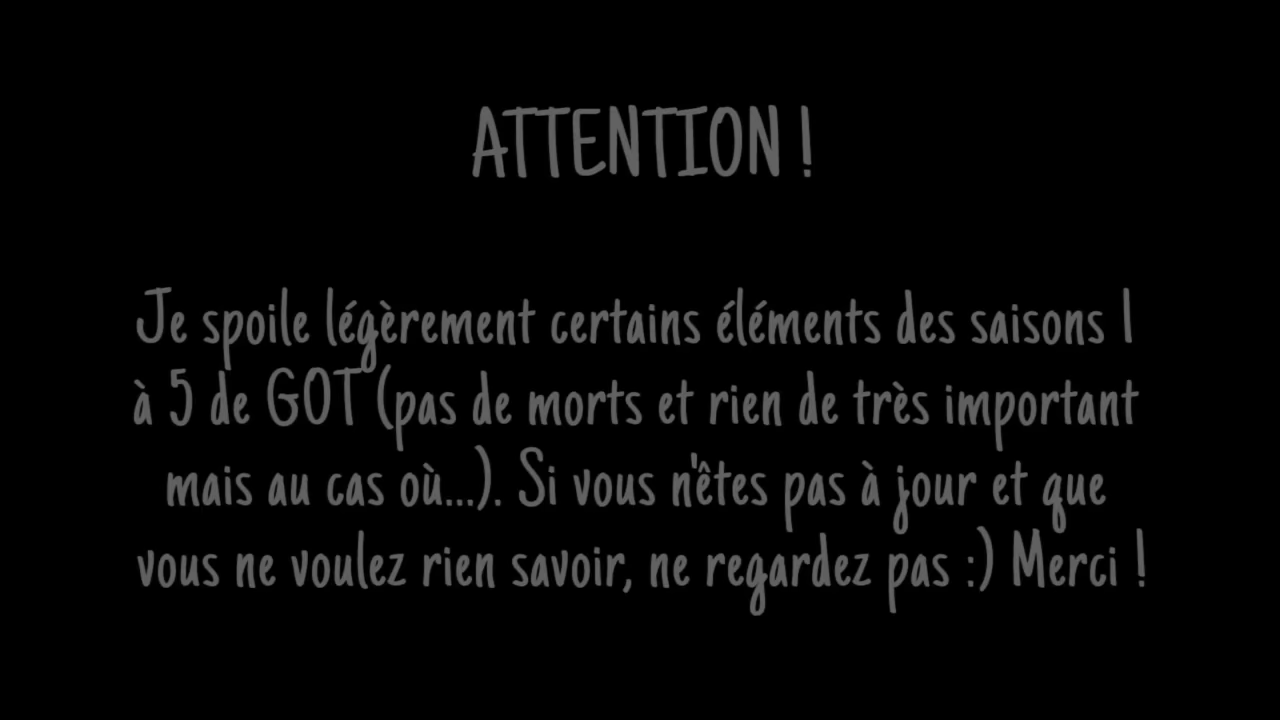 ATTENTION !
Je spoile légèrement certains éléments des saisons 1
à 5 de GOT (pas de morts et rien de très important
mais au cas où...). Si vous n'êtes pas à jour et que
vous ne voulez rien savoir, ne regardez pas :) Merci !